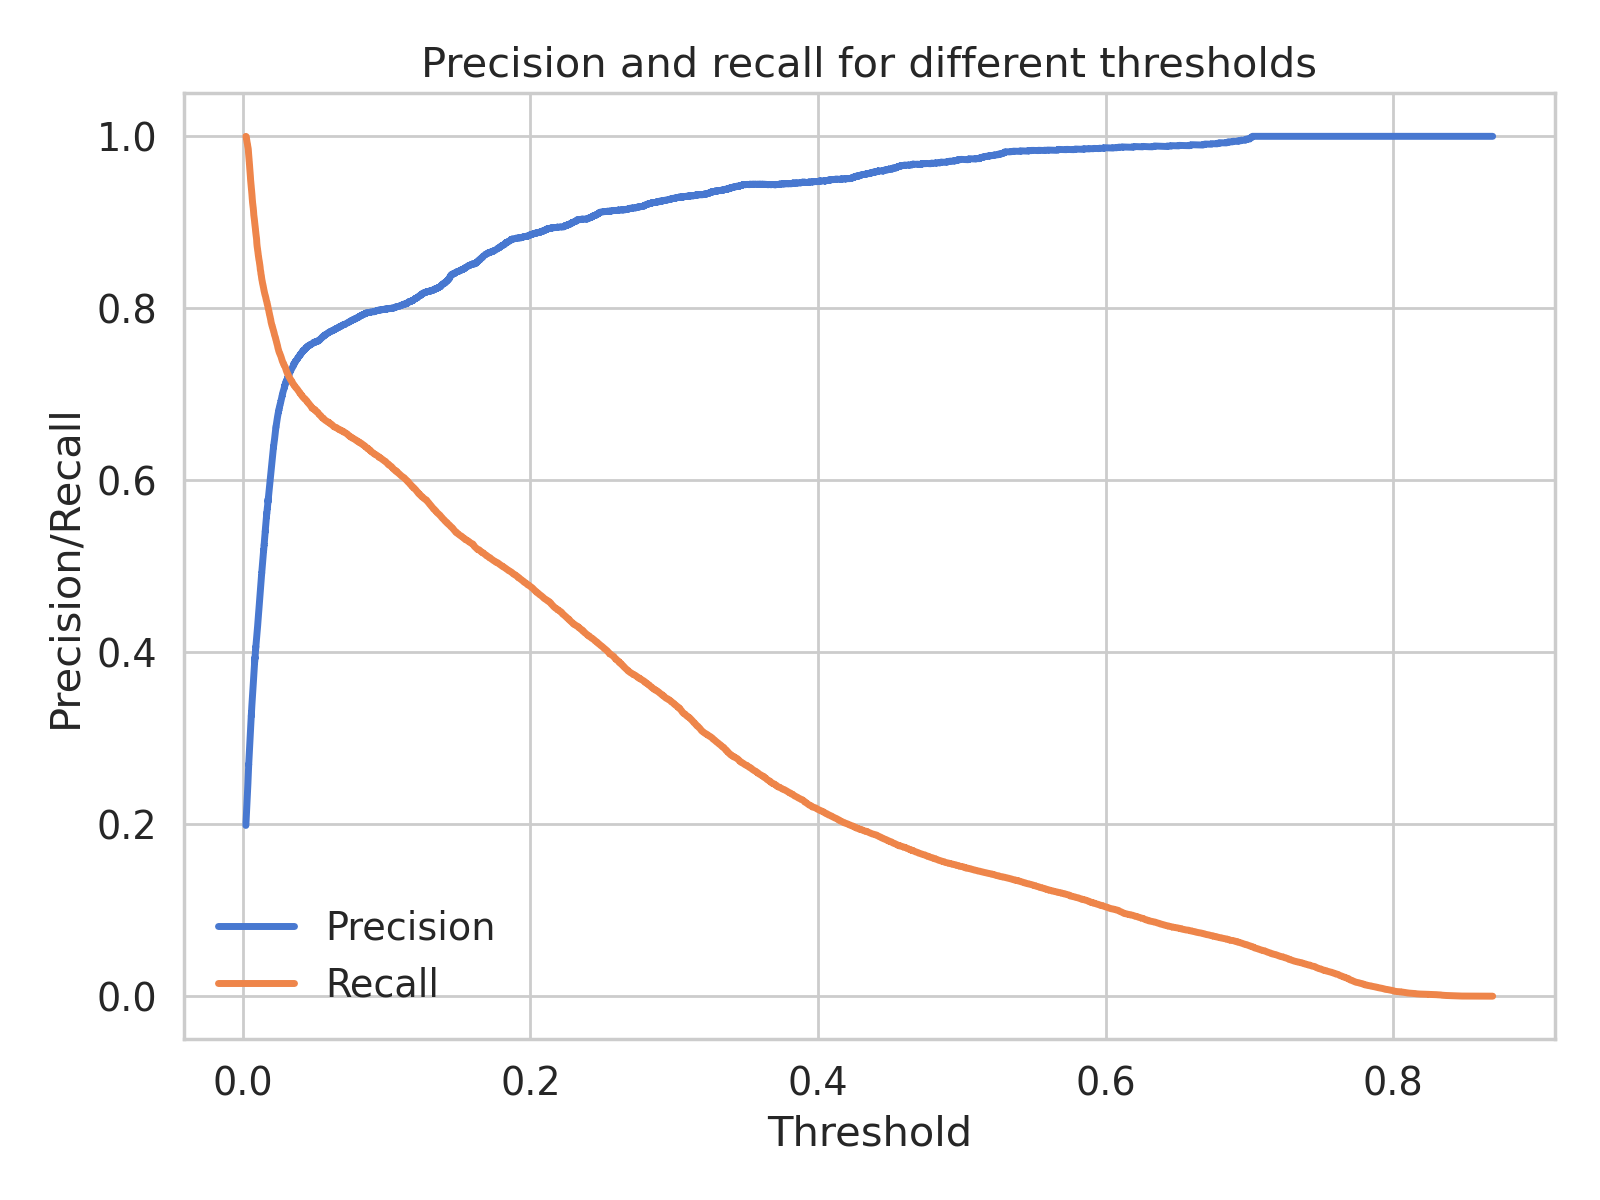 Precision and recall for different thresholds
1.0
0.8
0.6
0.4
0.2
0.0
Precision/Recall
Precision
Recall
0.0 0.2 0.4 0.6 0.8
Threshold